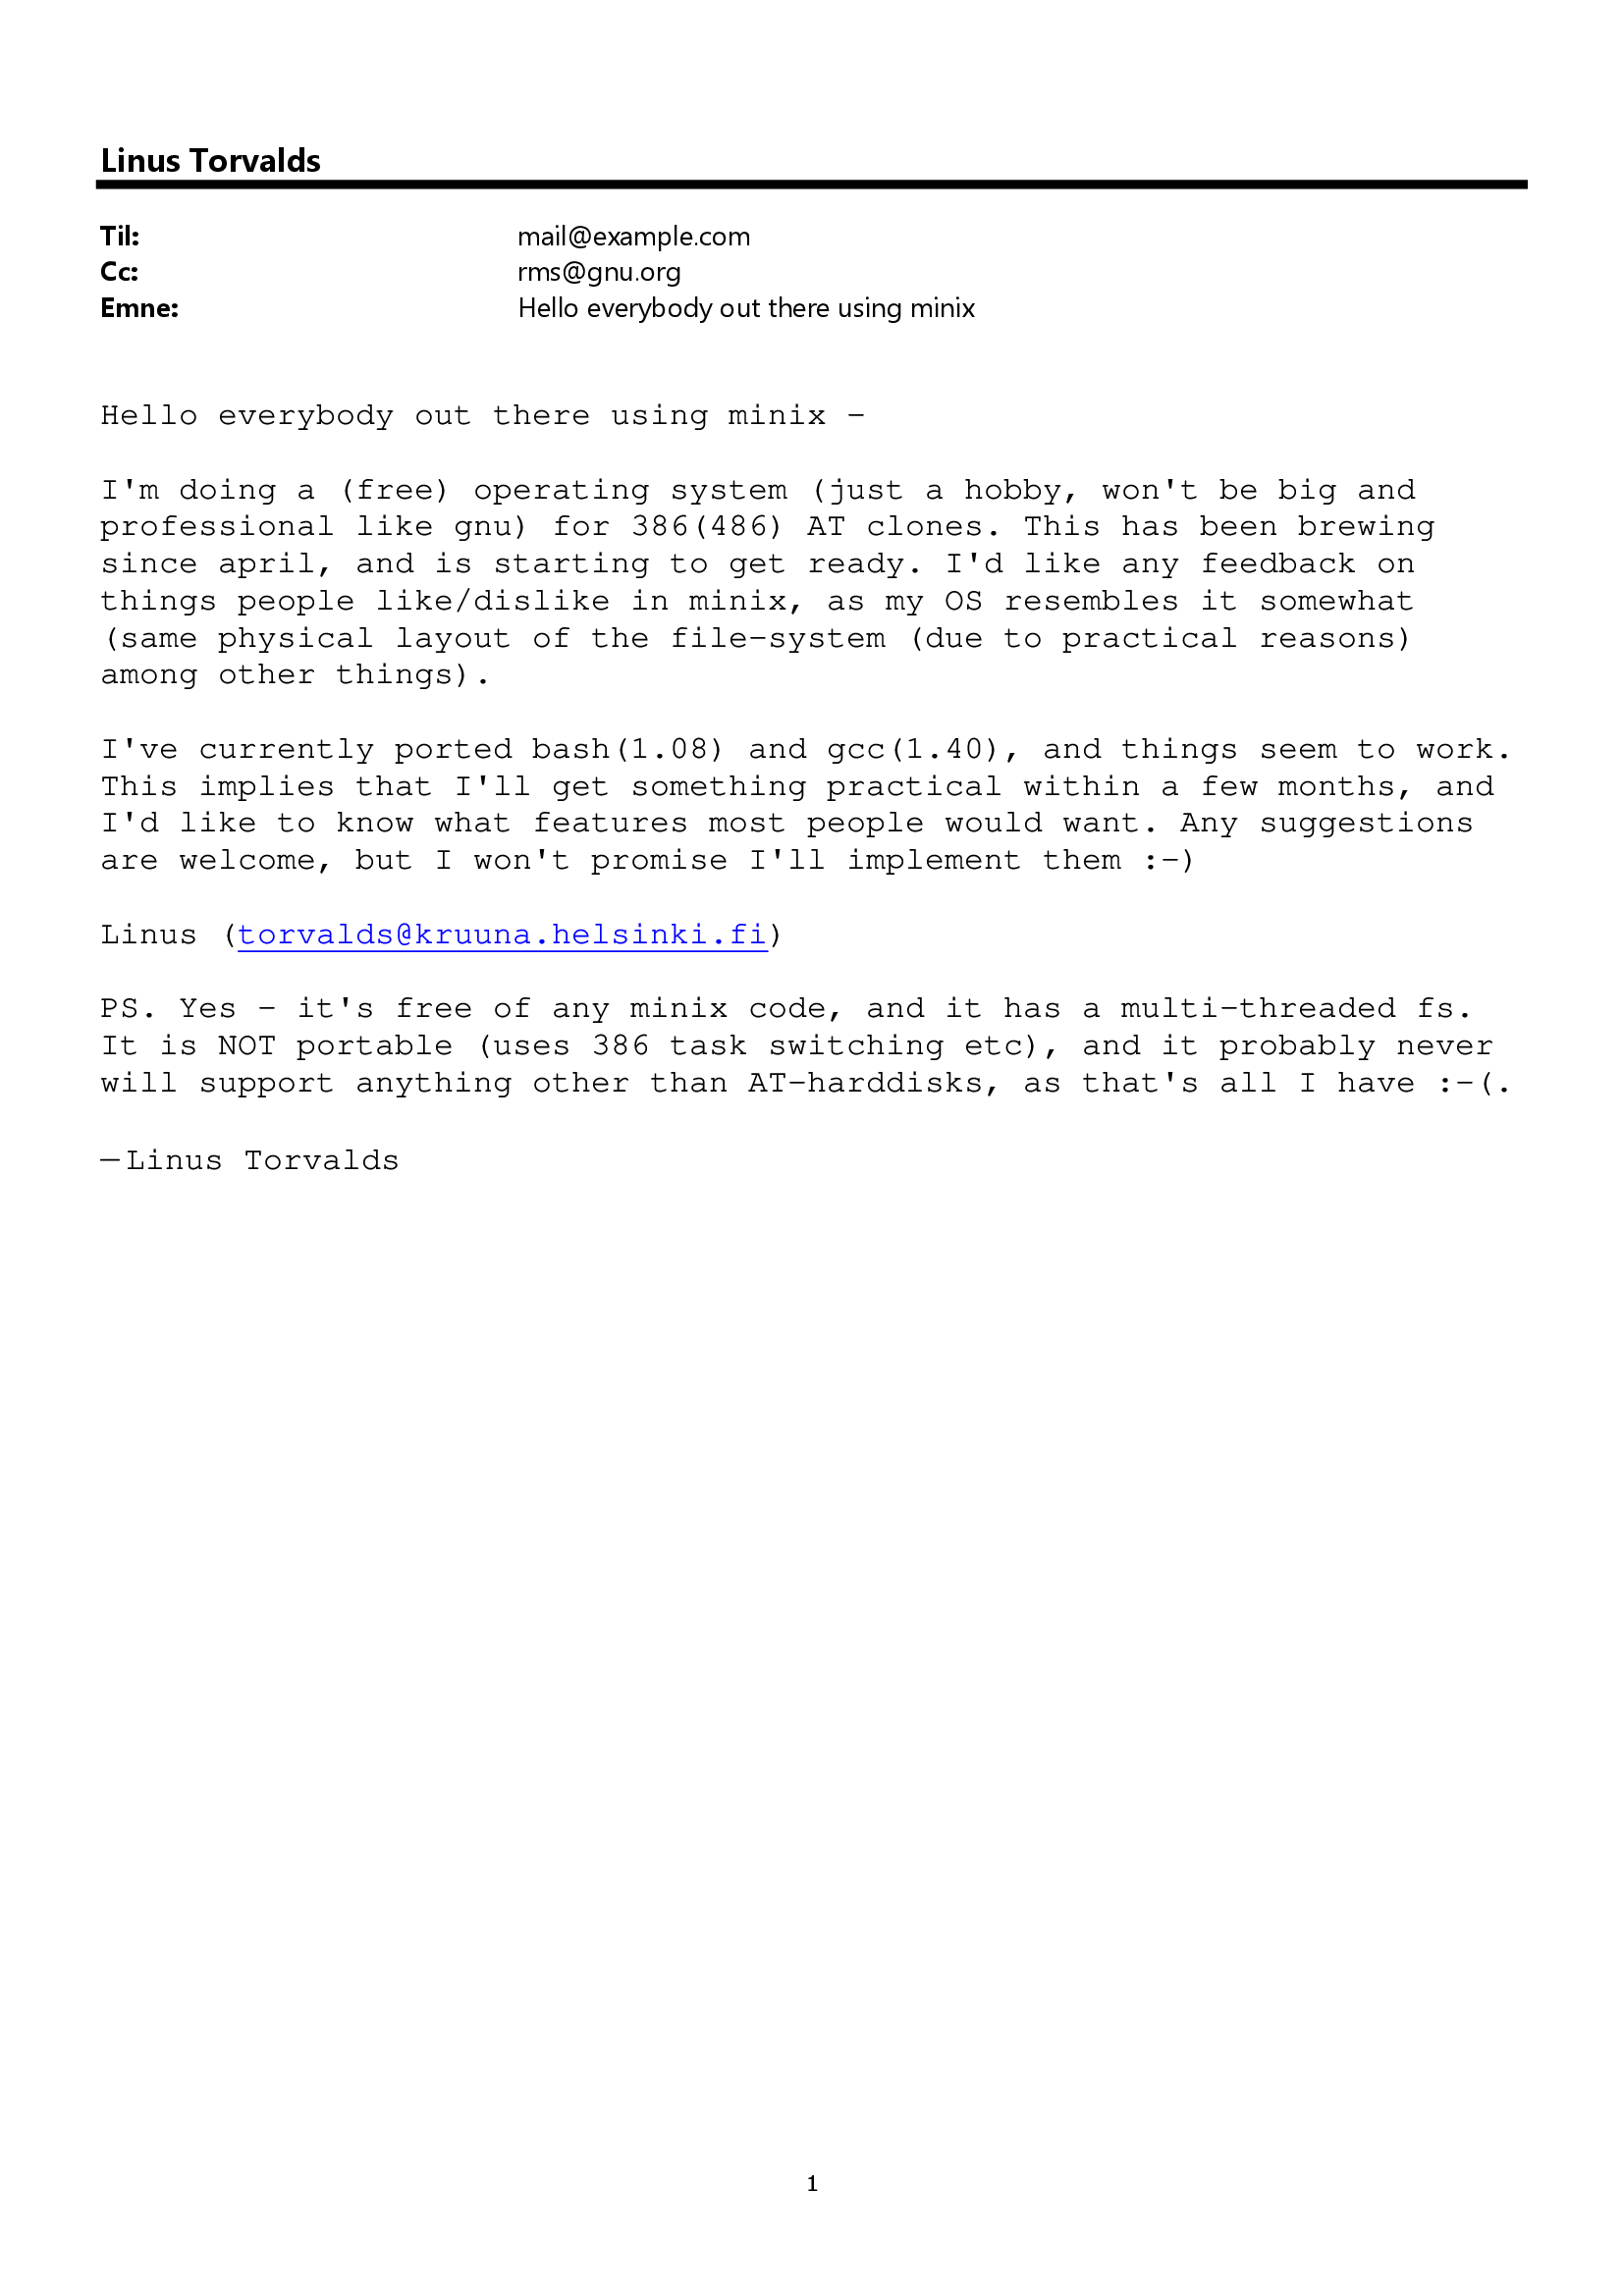 Linus Torvalds
Til: mail@example.com
Cc: rms@gnu.org
Emne: Hello everybody out there using minix
Hello everybody out there using minix -
I'm doing a (free) operating system (just a hobby, won't be big and
professional like gnu) for 386(486) AT clones. This has been brewing
since april, and is starting to get ready. I'd like any feedback on
things people like/dislike in minix, as my OS resembles it somewhat
(same physical layout of the file-system (due to practical reasons)
among other things).
I've currently ported bash(1.08) and gcc(1.40), and things seem to work.
This implies that I'll get something practical within a few months, and
I'd like to know what features most people would want. Any suggestions
are welcome, but I won't promise I'll implement them :-)
Linus (torvalds@kruuna.helsinki.fi)
PS. Yes - it's free of any minix code, and it has a multi-threaded fs.
It is NOT portable (uses 386 task switching etc), and it probably never
will support anything other than AT-harddisks, as that's all I have :-(.
—Linus Torvalds
1